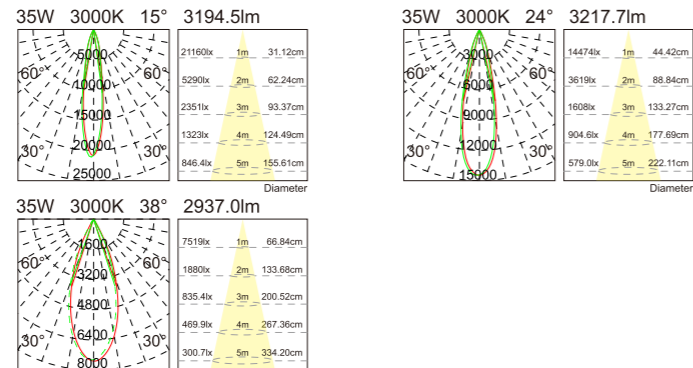 35W 3000K 15° 3194.5lm
5000
10000
15000
20000
25000
60° 60°
30° 30°
21160lx 1m 31.12cm
5290lx 2m 62.24cm
2351lx 3m 93.37cm
1323lx 4m 124.49cm
846.4lx 5m 155.61cm
Diameter
35W 3000K 24° 3217.7lm
3000
6000
9000
12000
15000
60° 60°
30° 30°
14474lx 1m 44.42cm
3619lx 2m 88.84cm
1608lx 3m 133.27cm
904.6lx 4m 177.69cm
579.0lx 5m 222.11cm
Diameter
35W 3000K 38° 2937.0lm
1600
3200
4800
6400
8000
60° 60°
30° 30°
7519lx 1m 66.84cm
1880lx 2m 133.68cm
835.4lx 3m 200.52cm
469.9lx 4m 267.36cm
300.7lx 5m 334.20cm